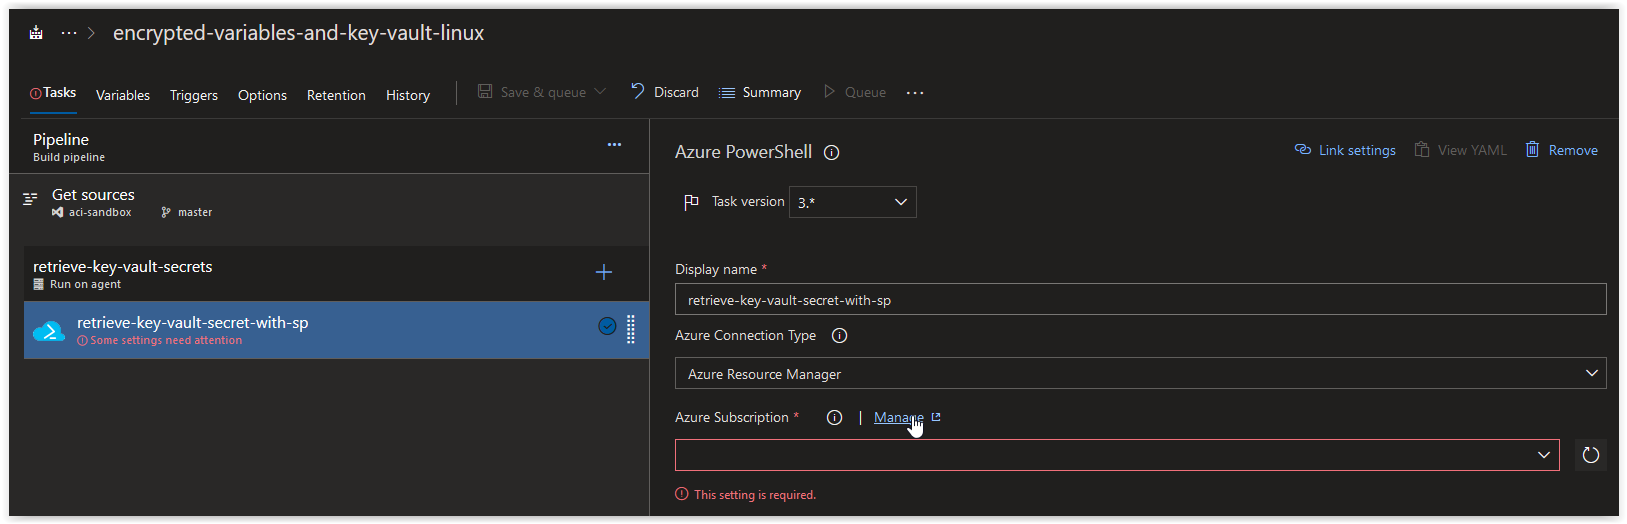 ··· > encrypted-variables-and-key-vault-linux
Tasks Variables Triggers Options Retention History Save & queue Discard Summary Queue ···
Pipeline ···
Build pipeline
Get sources
aci-sandbox master
retrieve-key-vault-secrets
Run on agent
retrieve-key-vault-secret-with-sp
Some settings need attention
Azure PowerShell Link settings View YAML Remove
Task version 3.*
Display name *
retrieve-key-vault-secret-with-sp
Azure Connection Type
Azure Resource Manager
Azure Subscription * | Manage
This setting is required.